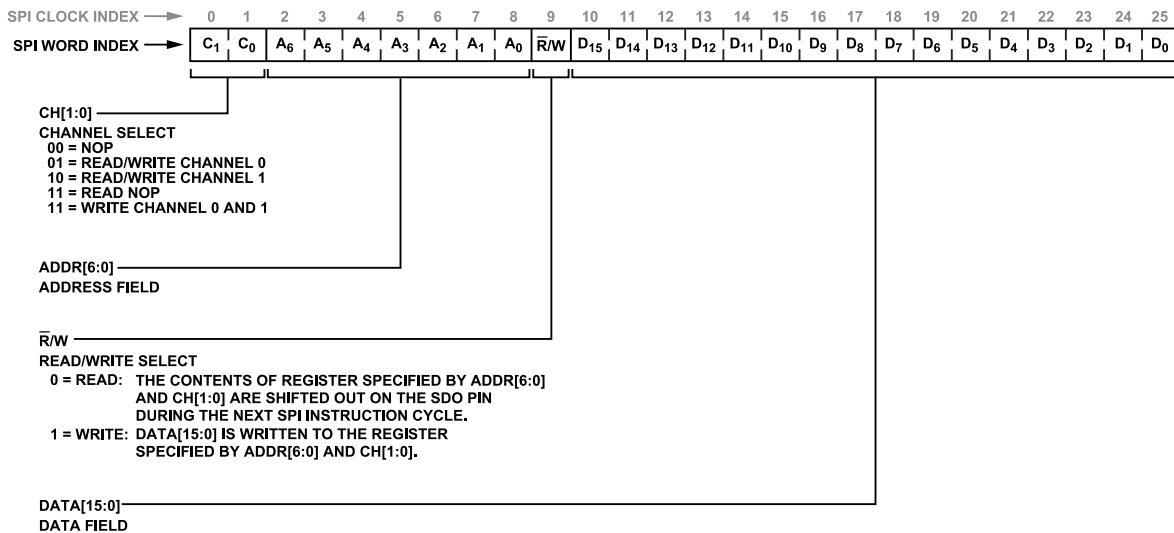 SPI CLOCK INDEX 0 1 2 3 4 5 6 7 8 9 10 11 12 13 14 15 16 17 18 19 20 21 22 23 24 25
SPI WORD INDEX C₁ C₀ A₆ A₅ A₄ A₃ A₂ A₁ A₀ R̅/W D₁₅ D₁₄ D₁₃ D₁₂ D₁₁ D₁₀ D₉ D₈ D₇ D₆ D₅ D₄ D₃ D₂ D₁ D₀
CH[1:0]
CHANNEL SELECT
00 = NOP
01 = READ/WRITE CHANNEL 0
10 = READ/WRITE CHANNEL 1
11 = READ NOP
11 = WRITE CHANNEL 0 AND 1
ADDR[6:0]
ADDRESS FIELD
R̅/W
READ/WRITE SELECT
0 = READ: THE CONTENTS OF REGISTER SPECIFIED BY ADDR[6:0]
AND CH[1:0] ARE SHIFTED OUT ON THE SDO PIN
DURING THE NEXT SPI INSTRUCTION CYCLE.
1 = WRITE: DATA[15:0] IS WRITTEN TO THE REGISTER
SPECIFIED BY ADDR[6:0] AND CH[1:0].
DATA[15:0]
DATA FIELD